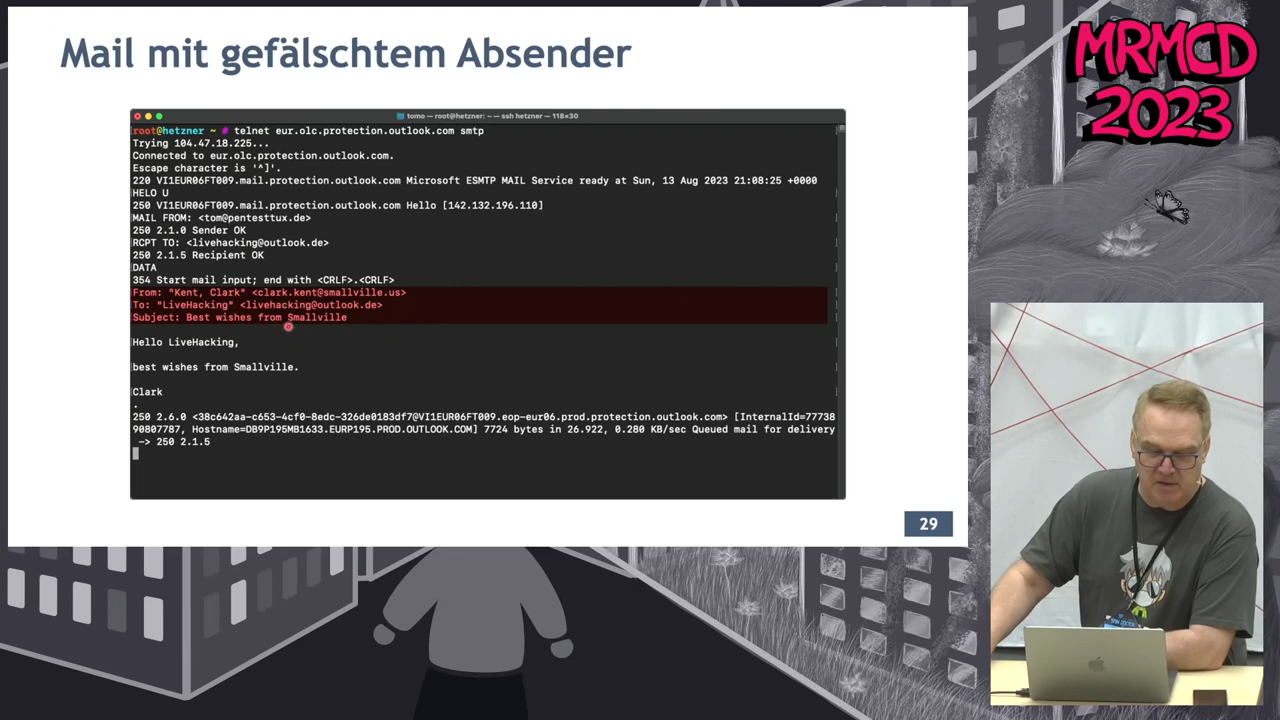 Mail mit gefälschtem Absender
MRMCD
2023
tomo — root@hetzner: ~ — ssh hetzner — 118×30
root@hetzner ~ # telnet eur.olc.protection.outlook.com smtp
Trying 104.47.18.225...
Connected to eur.olc.protection.outlook.com.
Escape character is '^]'.
220 VI1EUR06FT009.mail.protection.outlook.com Microsoft ESMTP MAIL Service ready at Sun, 13 Aug 2023 21:08:25 +0000
HELO U
250 VI1EUR06FT009.mail.protection.outlook.com Hello [142.132.196.110]
MAIL FROM: <tom@pentesttux.de>
250 2.1.0 Sender OK
RCPT TO: <livehacking@outlook.de>
250 2.1.5 Recipient OK
DATA
354 Start mail input; end with <CRLF>.<CRLF>
From: "Kent, Clark" <clark.kent@smallville.us>
To: "LiveHacking" <livehacking@outlook.de>
Subject: Best wishes from Smallville
Hello LiveHacking,
best wishes from Smallville.
Clark
.
250 2.6.0 <38c642aa-c653-4cf0-8edc-326de0183df7@VI1EUR06FT009.eop-eur06.prod.protection.outlook.com> [InternalId=77738
90807787, Hostname=DB9P195MB1633.EURP195.PROD.OUTLOOK.COM] 7724 bytes in 26.922, 0.280 KB/sec Queued mail for delivery
-> 250 2.1.5
29